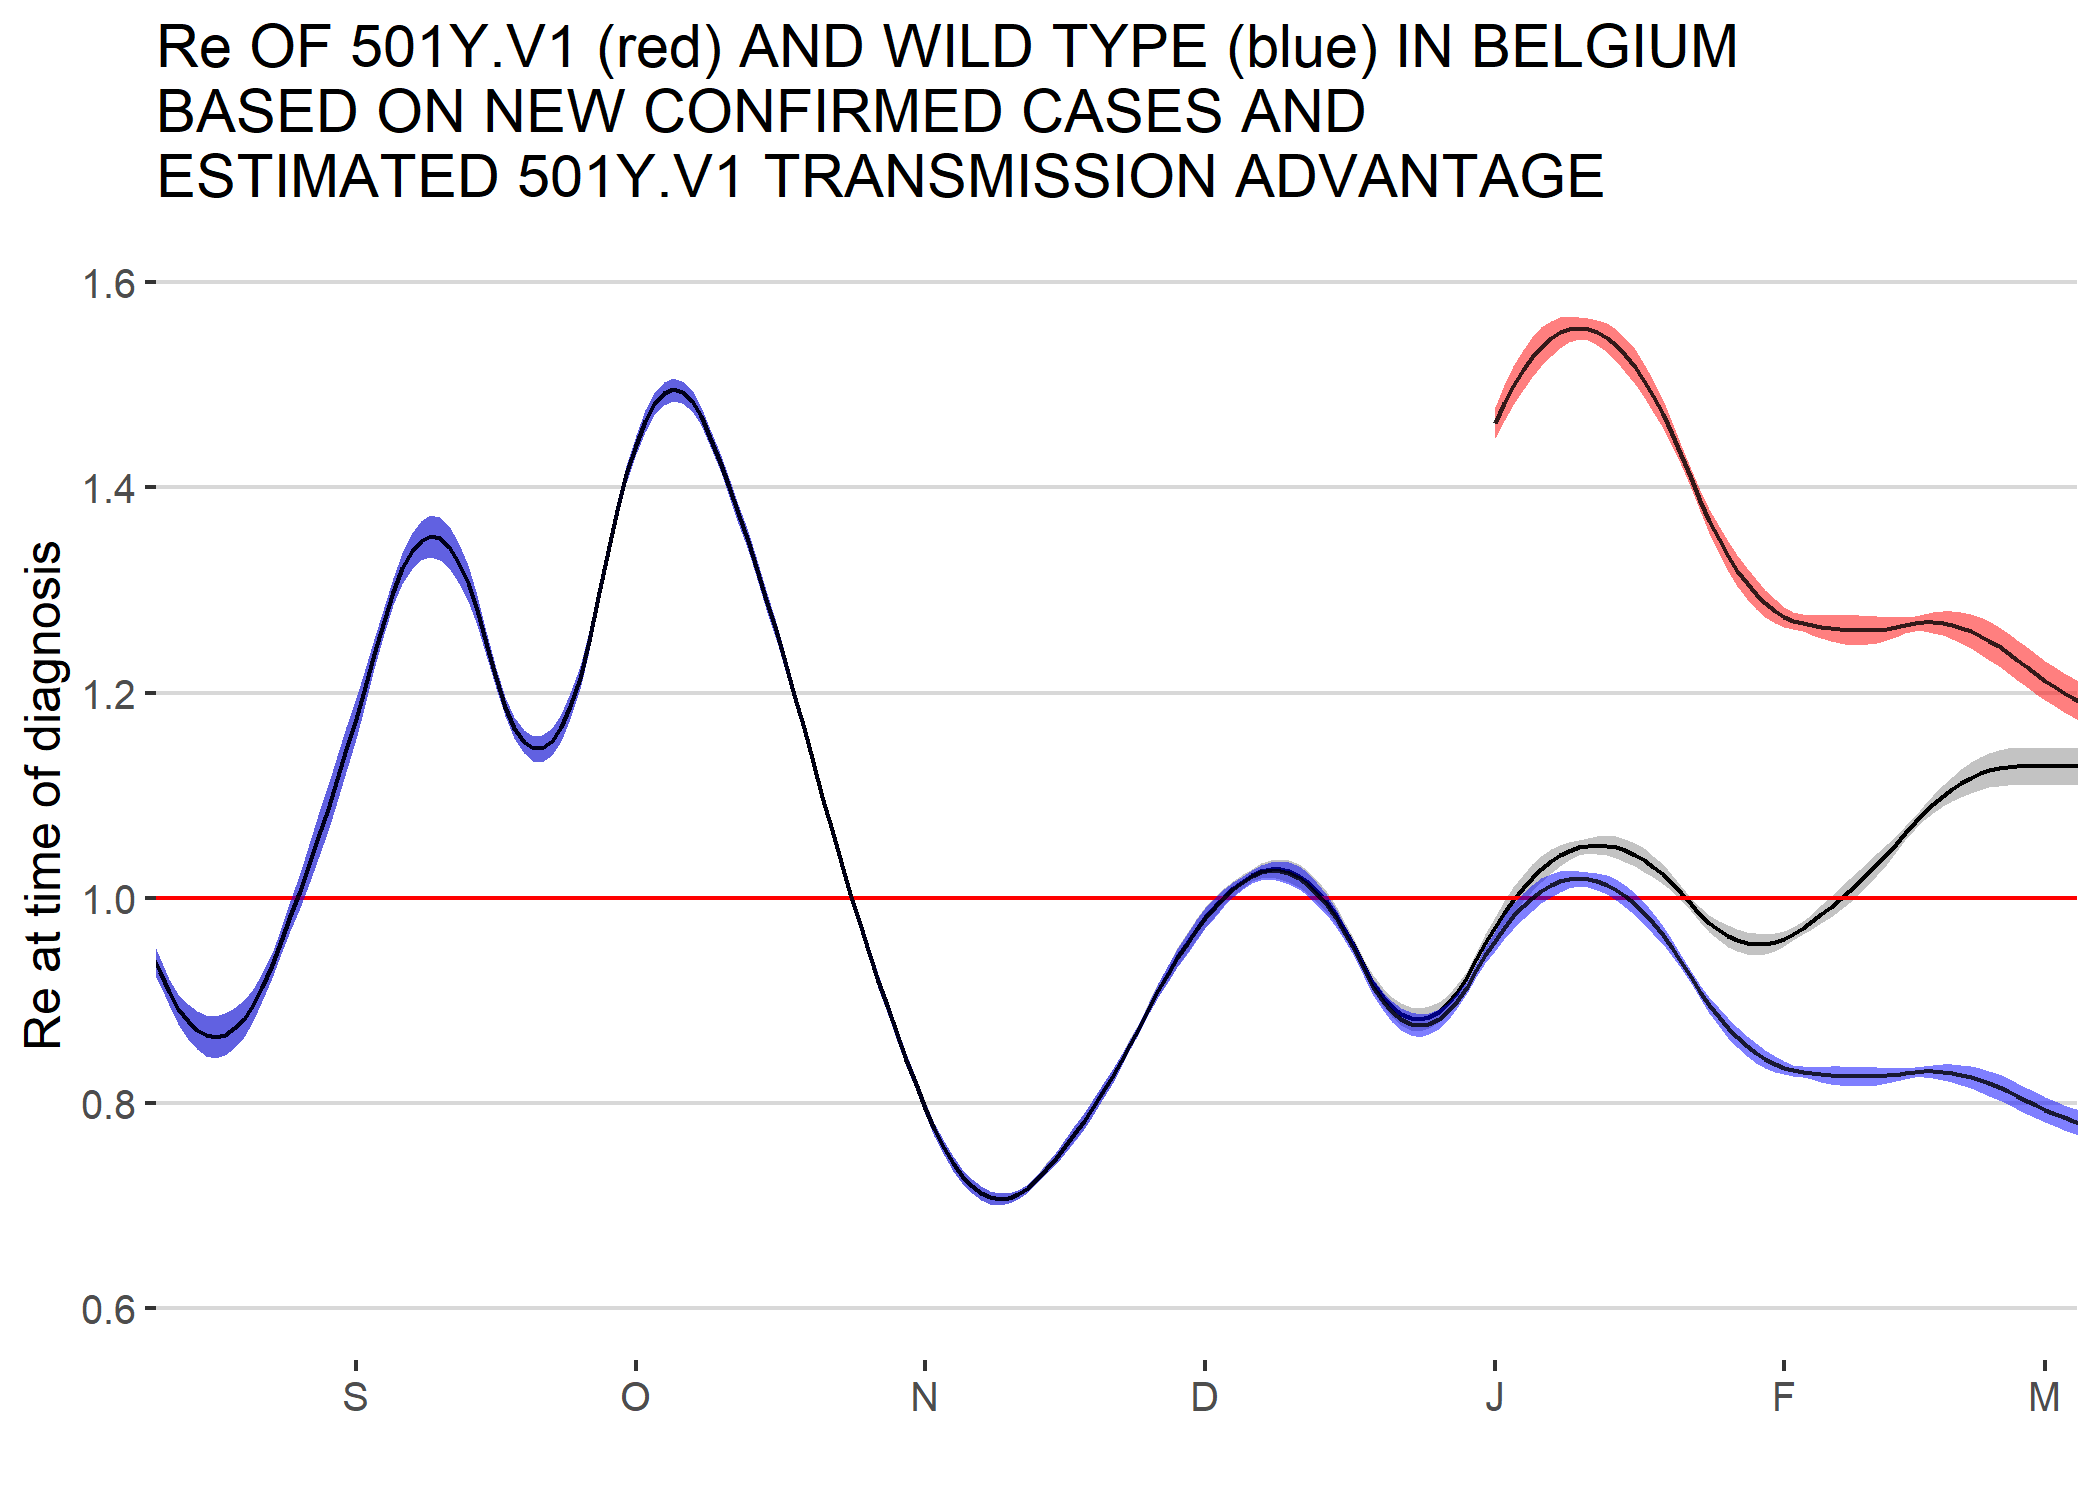 Re OF 501Y.V1 (red) AND WILD TYPE (blue) IN BELGIUM
BASED ON NEW CONFIRMED CASES AND
ESTIMATED 501Y.V1 TRANSMISSION ADVANTAGE
Re at time of diagnosis
1.6
1.4
1.2
1.0
0.8
0.6
S O N D J F M